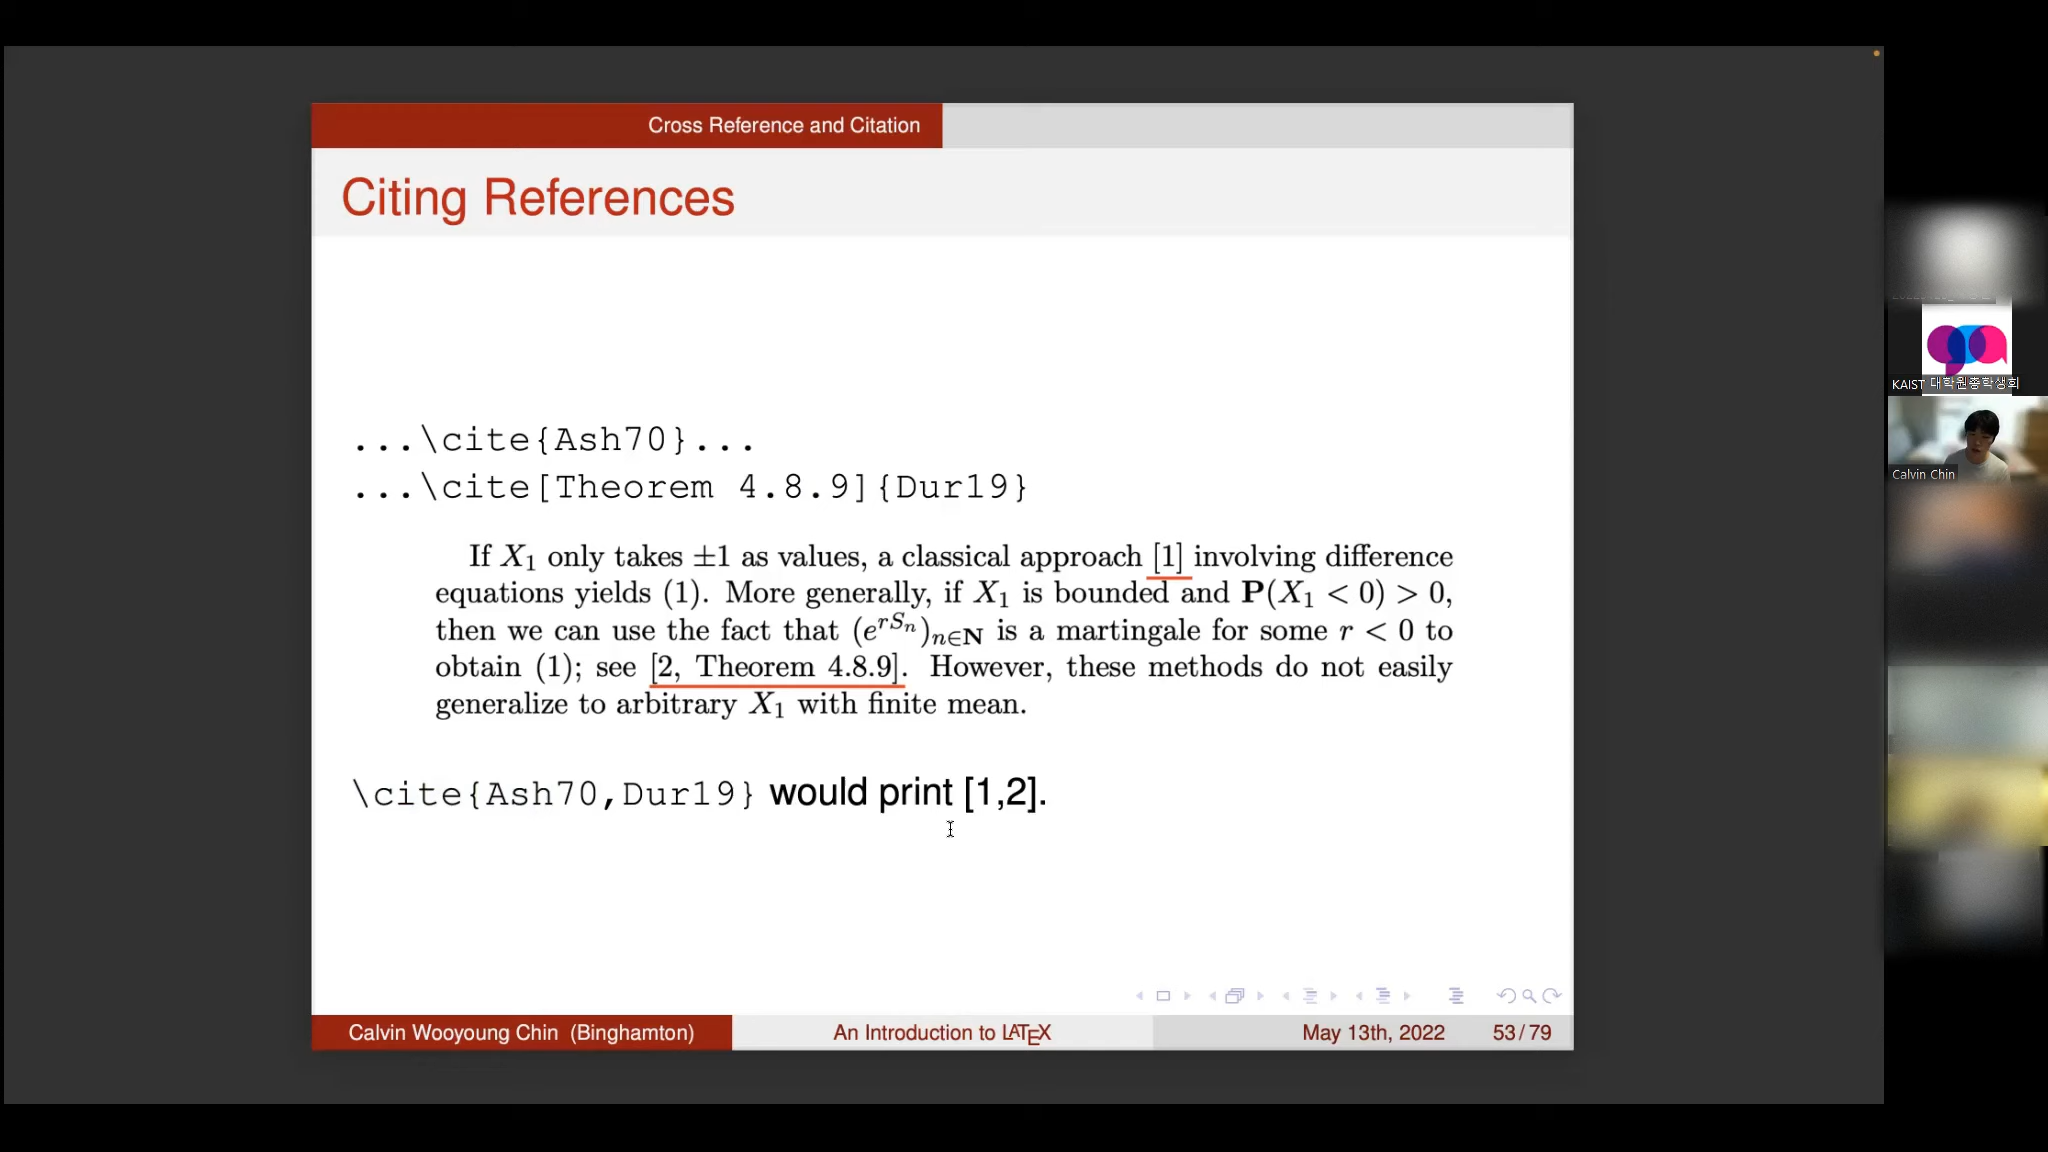 Cross Reference and Citation
Citing References
...\cite{Ash70}...
...\cite[Theorem 4.8.9]{Dur19}
If X₁ only takes ±1 as values, a classical approach [1] involving difference
equations yields (1). More generally, if X₁ is bounded and P(X₁ < 0) > 0,
then we can use the fact that (e^{rS_n})_{n∈N} is a martingale for some r < 0 to
obtain (1); see [2, Theorem 4.8.9]. However, these methods do not easily
generalize to arbitrary X₁ with finite mean.
\cite{Ash70,Dur19} would print [1,2].
Calvin Wooyoung Chin (Binghamton)
An Introduction to LATEX
May 13th, 2022
53/79
KAIST 대학원총학생회
Calvin Chin